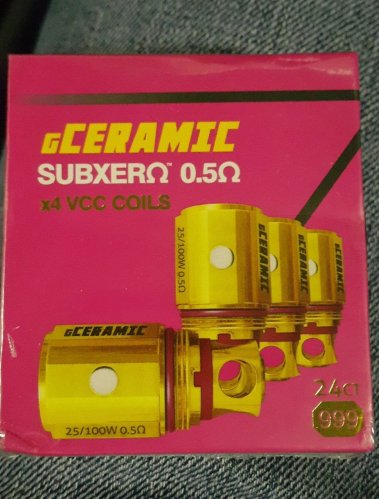 gCERAMIC
SUBXERΩ™ 0.5Ω
x4 VCC COILS
25/100W 0.5Ω
gCERAMIC
25/100W 0.5Ω
24CT
999